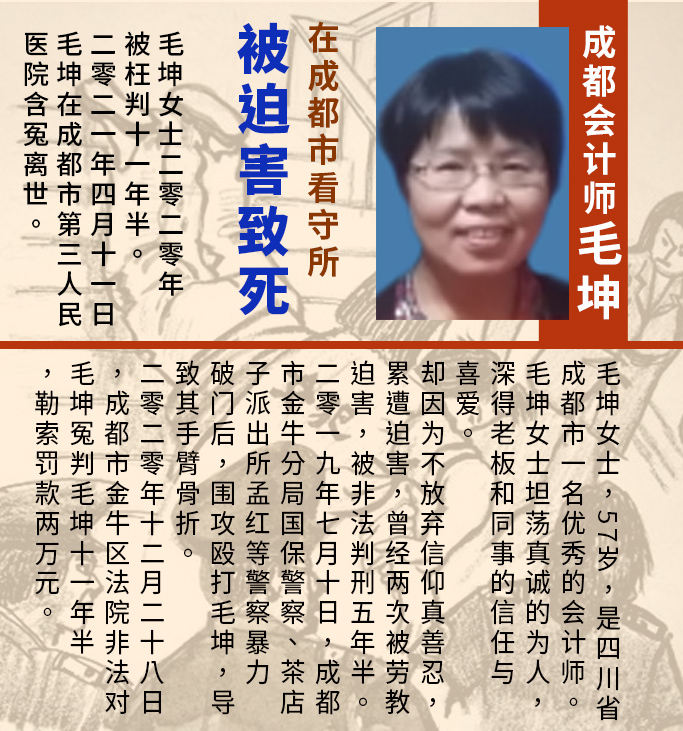 成都会计师毛坤
在成都市看守所
被迫害致死
毛坤女士二零二零年
被枉判十一年半。
二零二一年四月十一日
毛坤在成都市第三人民
医院含冤离世。
毛坤女士，57岁，是四川省
成都市一名优秀的会计师。
毛坤女士坦荡真诚的为人，
深得老板和同事的信任与
喜爱。
却因为不放弃信仰真善忍，
累遭迫害，曾经两次被劳教
迫害，被非法判刑五年半。
二零一九年七月十日，成都
市金牛分局国保警察、茶店
子派出所孟红等警察暴力
破门后，围攻殴打毛坤，导
致其手臂骨折。
二零二零年十二月二十八日
，成都市金牛区法院非法对
毛坤冤判毛坤十一年半
，勒索罚款两万元。